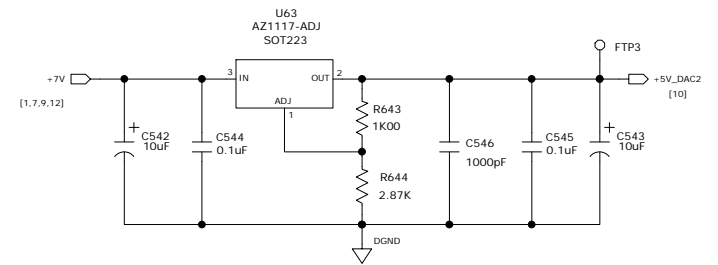 U63
AZ1117-ADJ
SOT223
FTP3
+7V
3
IN
OUT
2
+5V_DAC2
[1,7,9,12]
ADJ
1
[10]
R643
1K00
+
C542
10uF
C544
0.1uF
C546
1000pF
C545
0.1uF
+
C543
10uF
R644
2.87K
DGND